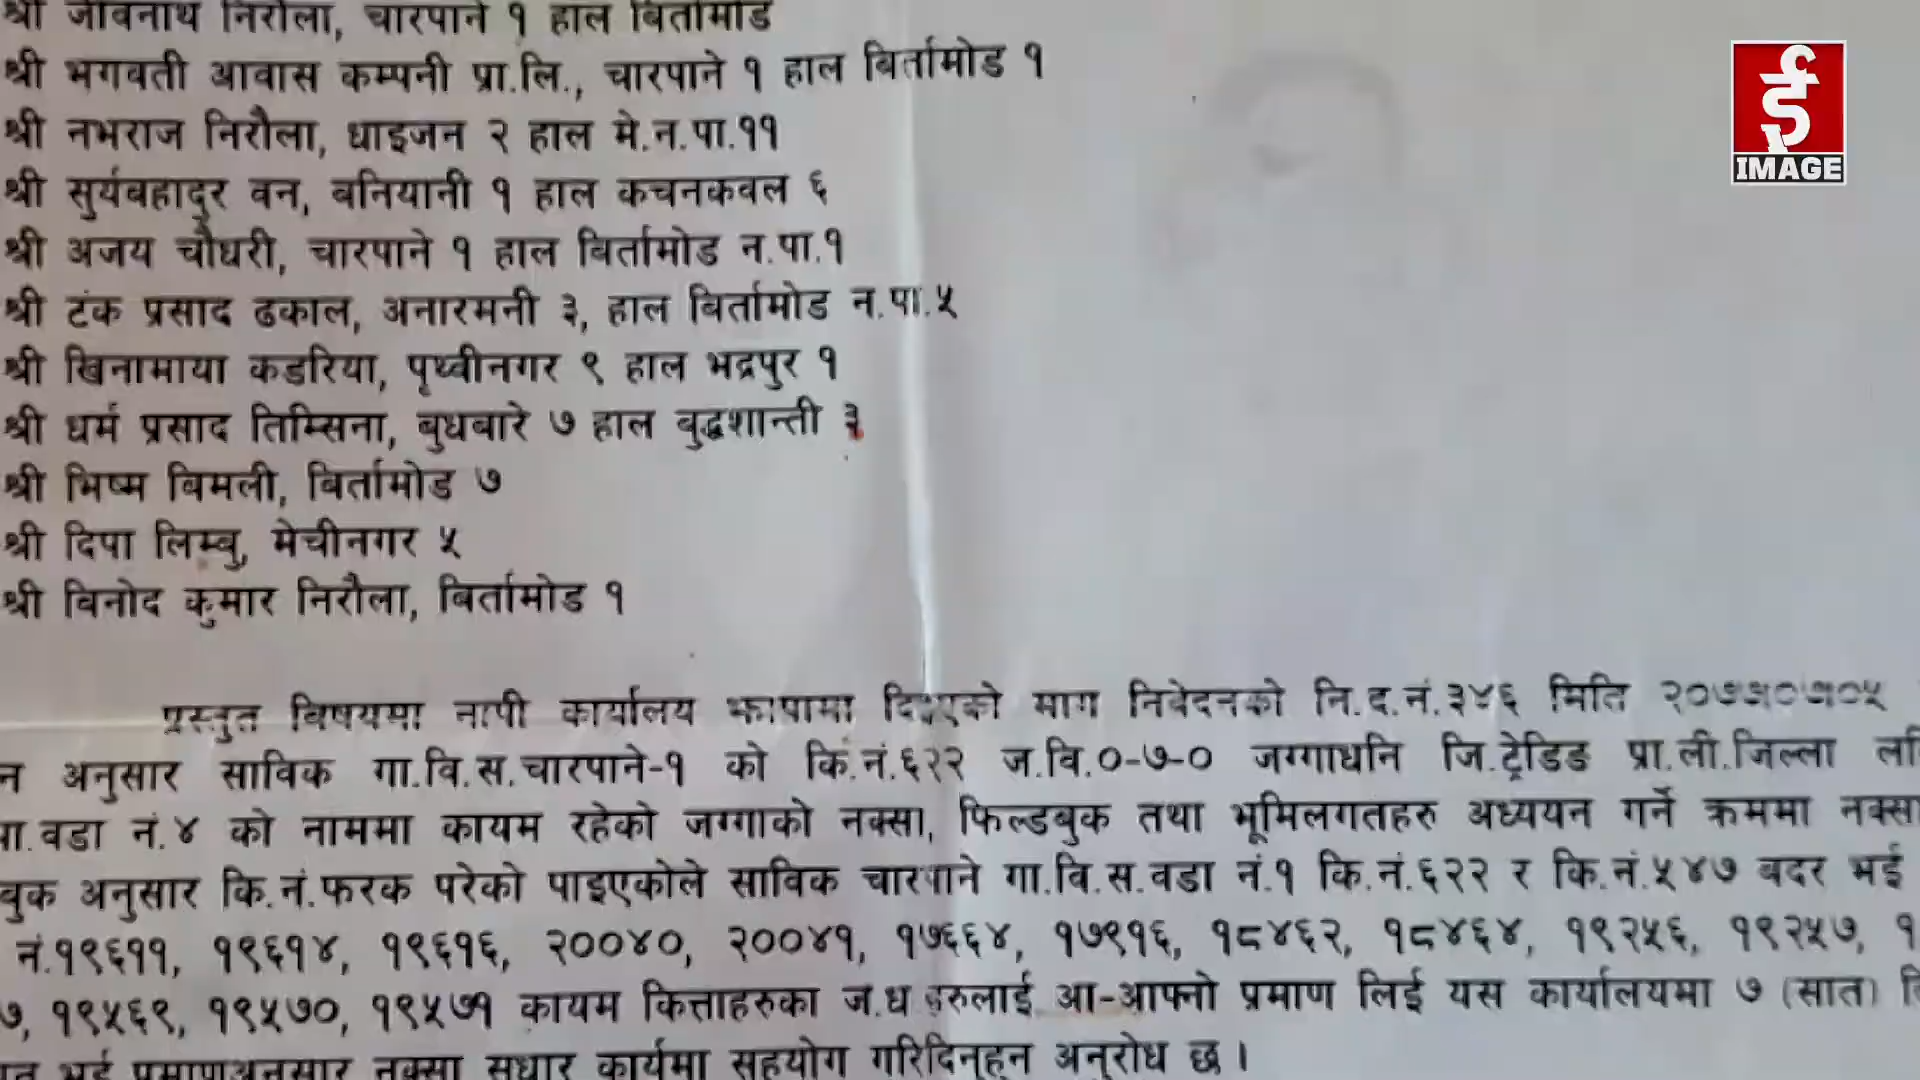 श्री जीवनाथ निरौला, चारपाने १ हाल बिर्तामोड
श्री भगवती आवास कम्पनी प्रा.लि., चारपाने १ हाल बिर्तामोड १
श्री नभराज निरौला, धाइजन २ हाल मे.न.पा.११
श्री सुर्यबहादुर वन, बनियानी १ हाल कचनकवल ६
श्री अजय चौधरी, चारपाने १ हाल बिर्तामोड न.पा.१
श्री टंक प्रसाद ढकाल, अनारमनी ३, हाल बिर्तामोड न.पा.५
श्री खिनामाया कडरिया, पृथ्वीनगर ९ हाल भद्रपुर १
श्री धर्म प्रसाद तिम्सिना, बुधबारे ७ हाल बुद्धशान्ती ३
श्री भिष्म विमली, बिर्तामोड ७
श्री दिपा लिम्बु, मेचीनगर ५
श्री विनोद कुमार निरौला, बिर्तामोड १
प्रस्तुत विषयमा नापी कार्यालय झापामा दिएको माग निवेदनको नि.द.नं.३४६ मिति
न अनुसार साविक गा.वि.स.चारपाने-१ को कि.नं.६२२ ज.वि.०-७-० जग्गाधनि जि.ट्रेडिङ प्रा.ली.जिल्ला
पा.वडा नं.४ को नाममा कायम रहेको जग्गाको नक्सा, फिल्डबुक तथा भूमिलगतहरु अध्ययन गर्ने क्रममा नक्सा
बुक अनुसार कि.नं.फरक परेको पाइएकोले साविक चारपाने गा.वि.स.वडा नं.१ कि.नं.६२२ र कि.नं.५४७ बदर भई
नं.१९६११, १९६१४, १९६१६, २००४०, २००४१, १७६६४, १७९१६, १८४६२, १८४६४, १९२५६, १९२५७,
७, १९५६९, १९५७०, १९५७१ कायम कित्ताहरुका ज.ध हरुलाई आ-आफ्नो प्रमाण लिई यस कार्यालयमा ७ (सात)
भई प्रमाणअनुसार नक्सा सुधार कार्यमा सहयोग गरिदिनुहुन अनुरोध छ ।
ई
IMAGE